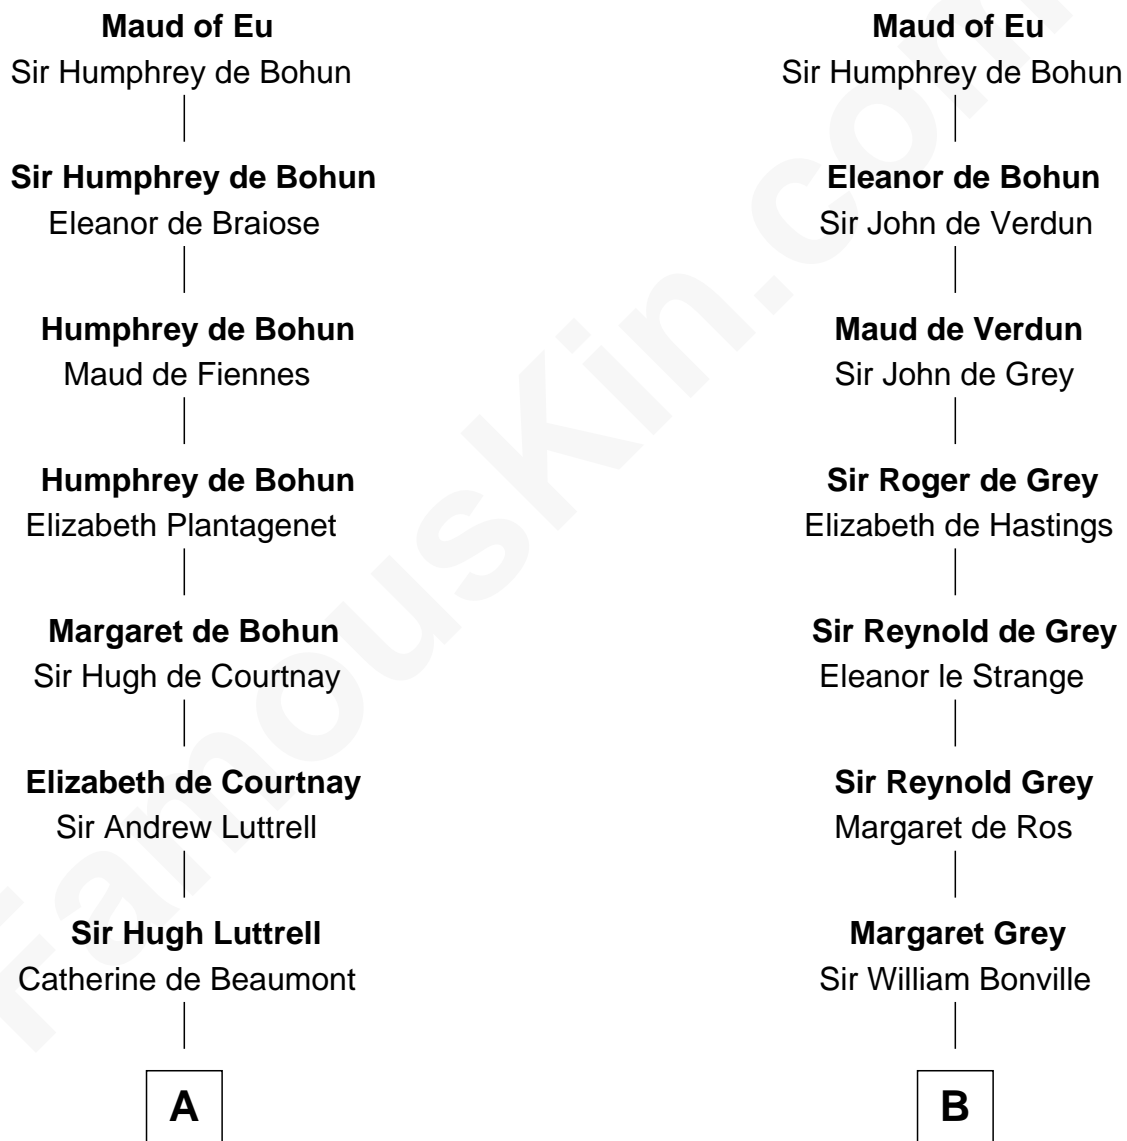 Maud of Eu
Sir Humphrey de Bohun
Sir Humphrey de Bohun
Eleanor de Braiose
Humphrey de Bohun
Maud de Fiennes
Humphrey de Bohun
Elizabeth Plantagenet
Margaret de Bohun
Sir Hugh de Courtnay
Elizabeth de Courtnay
Sir Andrew Luttrell
Sir Hugh Luttrell
Catherine de Beaumont
A
Maud of Eu
Sir Humphrey de Bohun
Eleanor de Bohun
Sir John de Verdun
Maud de Verdun
Sir John de Grey
Sir Roger de Grey
Elizabeth de Hastings
Sir Reynold de Grey
Eleanor le Strange
Sir Reynold Grey
Margaret de Ros
Margaret Grey
Sir William Bonville
B
FamousKin.com